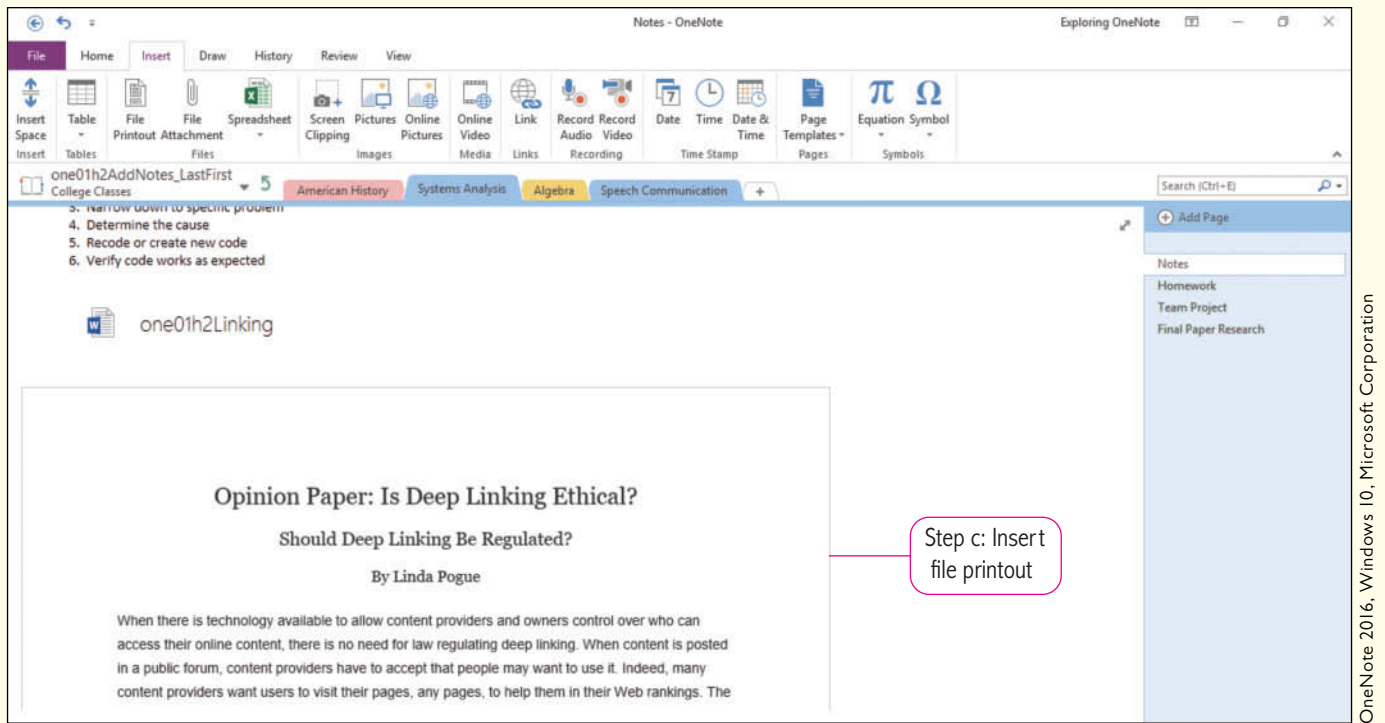 Notes - OneNote
Exploring OneNote
File Home Insert Draw History Review View
Insert Space
Table
File Printout
File Attachment
Spreadsheet
Screen Clipping
Pictures
Online Pictures
Online Video
Link
Record Audio
Record Video
Date
Time
Date & Time
Page Templates
Equation
Symbol
Insert Tables Files Images Media Links Recording Time Stamp Pages Symbols
one01h2AddNotes_LastFirst
College Classes
American History Systems Analysis Algebra Speech Communication +
Search (Ctrl+E)
Add Page
Notes
Homework
Team Project
Final Paper Research
3. Narrow down to specific problem
4. Determine the cause
5. Recode or create new code
6. Verify code works as expected
one01h2Linking
Opinion Paper: Is Deep Linking Ethical?
Should Deep Linking Be Regulated?
By Linda Pogue
When there is technology available to allow content providers and owners control over who can
access their online content, there is no need for law regulating deep linking. When content is posted
in a public forum, content providers have to accept that people may want to use it. Indeed, many
content providers want users to visit their pages, any pages, to help them in their Web rankings. The
Step c: Insert
file printout
OneNote 2016, Windows 10, Microsoft Corporation